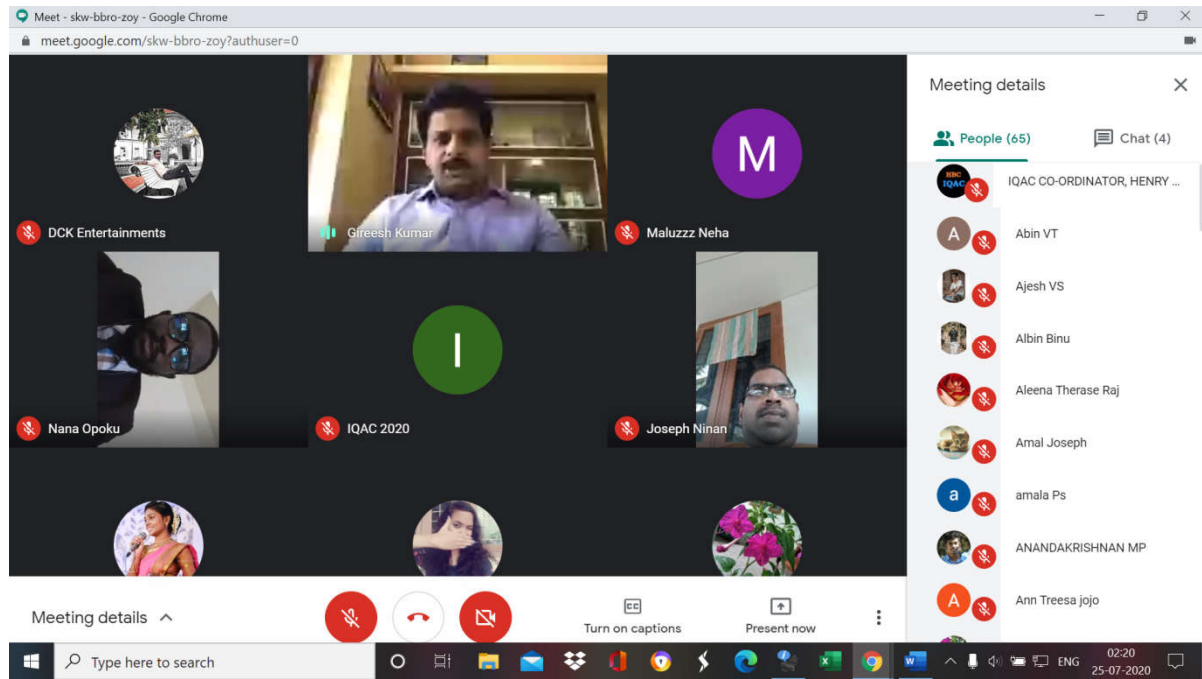 Meet - skw-bbro-zoy - Google Chrome
meet.google.com/skw-bbro-zoy?authuser=0
DCK Entertainments
Gireesh Kumar
M
Maluzzz Neha
Nana Opoku
I
IQAC 2020
Joseph Ninan
Meeting details
People (65)
Chat (4)
HBC
IQAC
IQAC CO-ORDINATOR, HENRY ...
A
Abin VT
Ajesh VS
Albin Binu
Aleena Therase Raj
Amal Joseph
a
amala Ps
ANANDAKRISHNAN MP
A
Ann Treesa jojo
Meeting details
CC
Turn on captions
Present now
Type here to search
ENG
02:20
25-07-2020